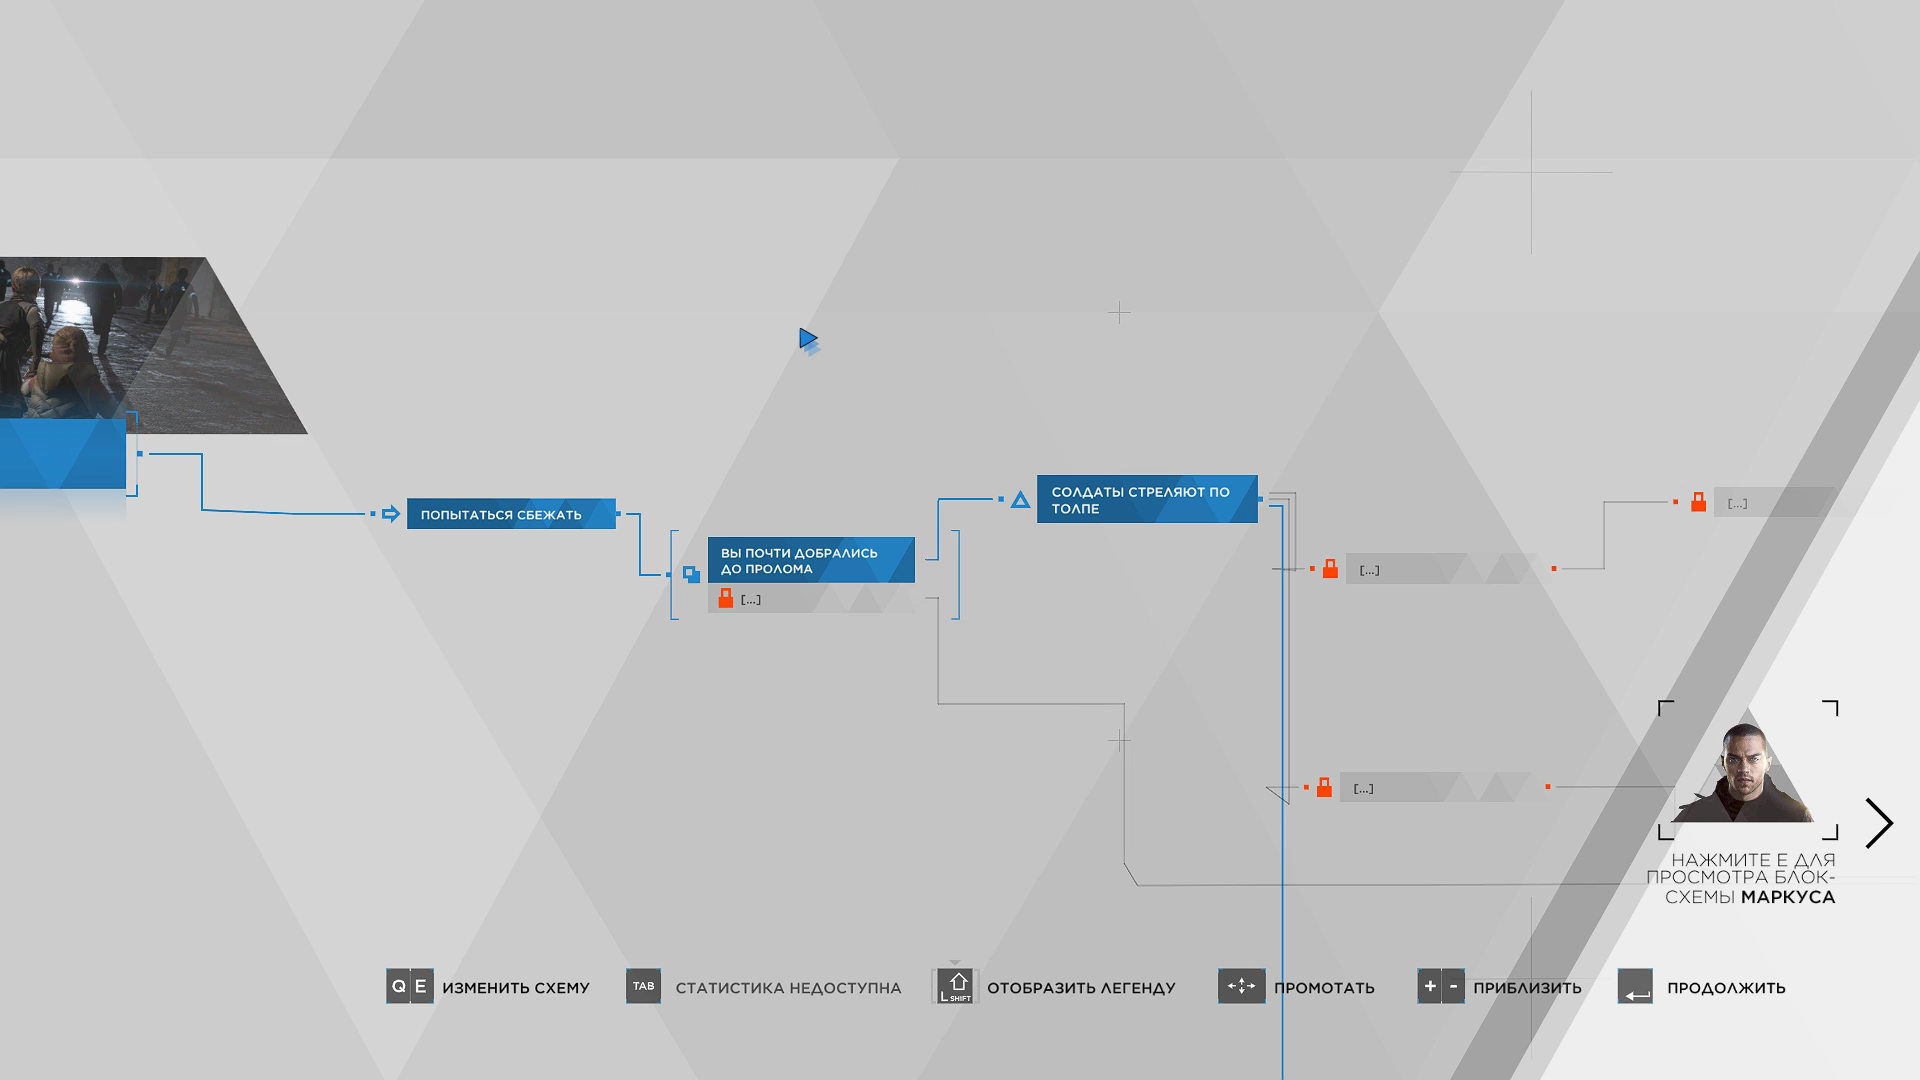 СОЛДАТЫ СТРЕЛЯЮТ ПО
ТОЛПЕ
[...]
ПОПЫТАТЬСЯ СБЕЖАТЬ
ВЫ ПОЧТИ ДОБРАЛИСЬ
ДО ПРОЛОМА
[...]
[...]
[...]
НАЖМИТЕ E ДЛЯ
ПРОСМОТРА БЛОК-
СХЕМЫ МАРКУСА
Q E ИЗМЕНИТЬ СХЕМУ
TAB СТАТИСТИКА НЕДОСТУПНА
L SHIFT ОТОБРАЗИТЬ ЛЕГЕНДУ
ПРОМОТАТЬ
+ - ПРИБЛИЗИТЬ
ПРОДОЛЖИТЬ